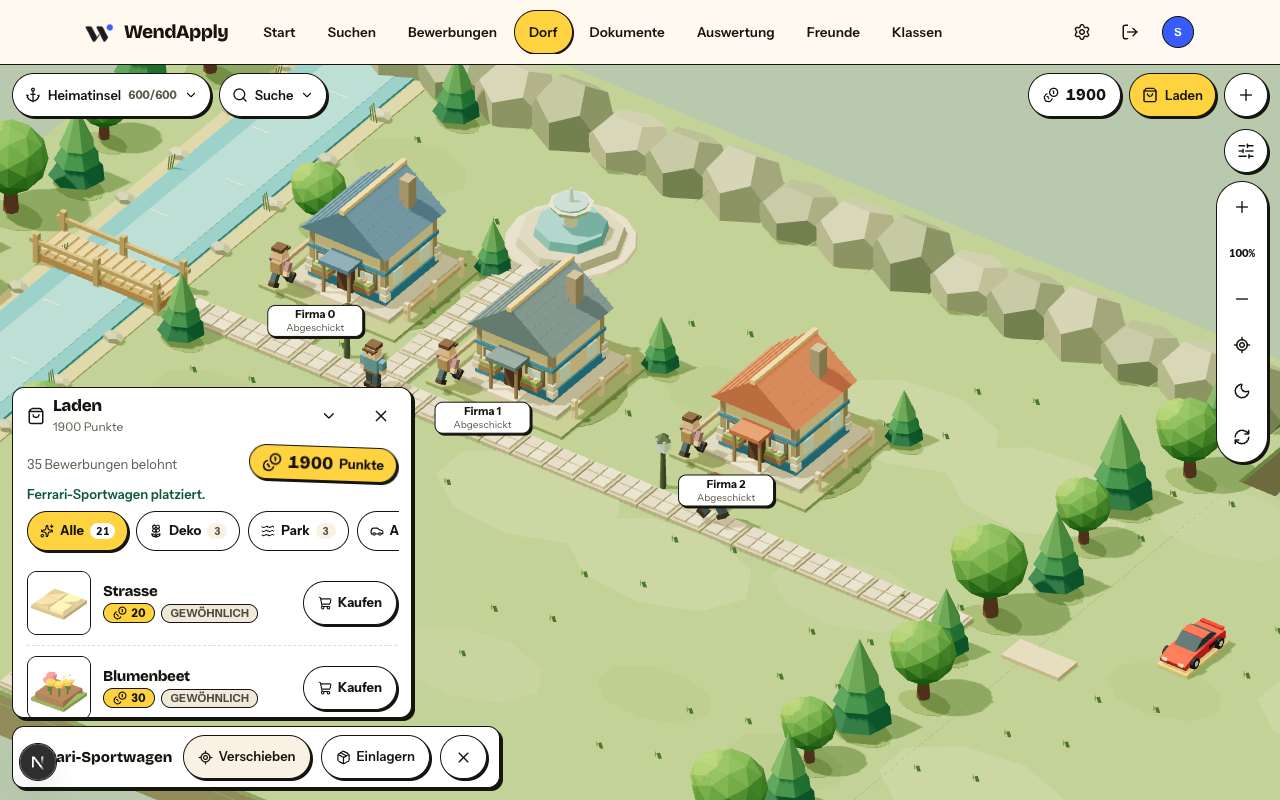 WendApply
Start
Suchen
Bewerbungen
Dorf
Dokumente
Auswertung
Freunde
Klassen
S
Heimatinsel 600/600
Suche
1900
Laden
100%
Firma 0
Abgeschickt
Firma 1
Abgeschickt
Firma 2
Abgeschickt
Laden
1900 Punkte
35 Bewerbungen belohnt
1900 Punkte
Ferrari-Sportwagen platziert.
Alle 21
Deko 3
Park 3
A
Strasse
20 GEWÖHNLICH
Kaufen
Blumenbeet
30 GEWÖHNLICH
Kaufen
N
ari-Sportwagen
Verschieben
Einlagern